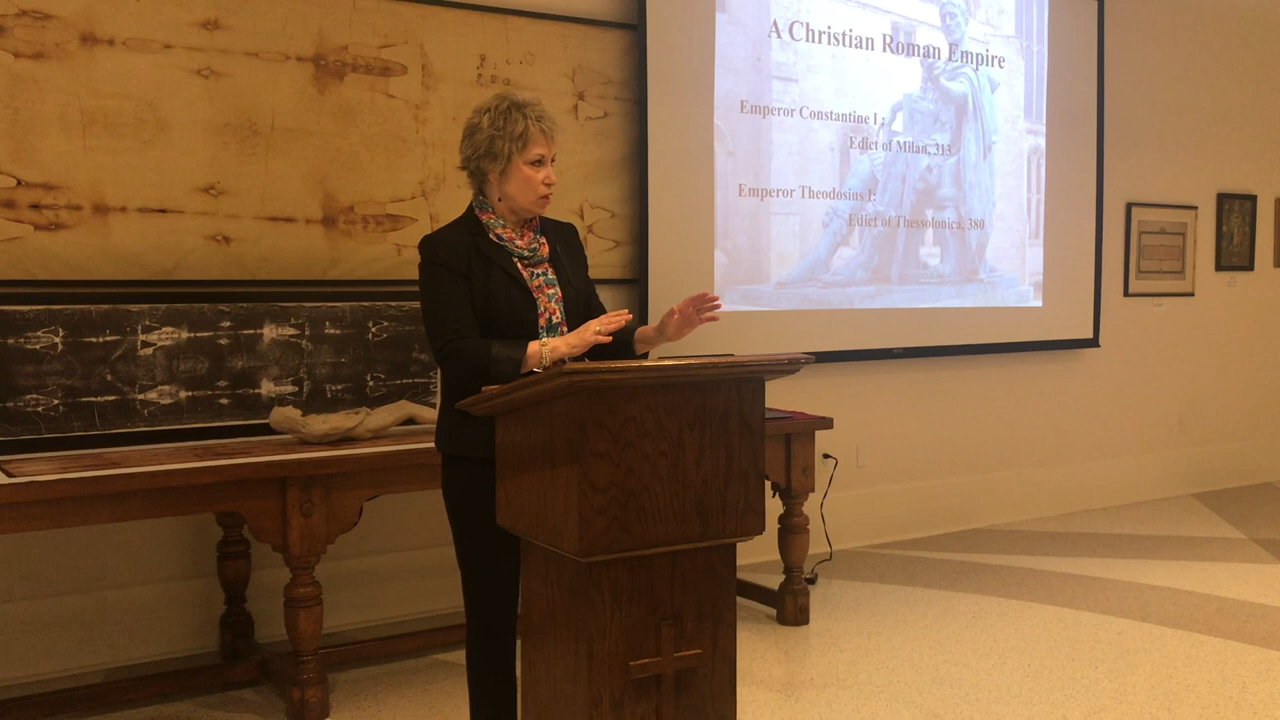 A Christian Roman Empire
Emperor Constantine I :
Edict of Milan, 313
Emperor Theodosius I:
Edict of Thessolonica, 380